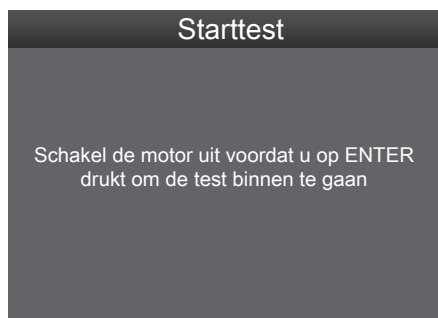 Starttest
Schakel de motor uit voordat u op ENTER
drukt om de test binnen te gaan